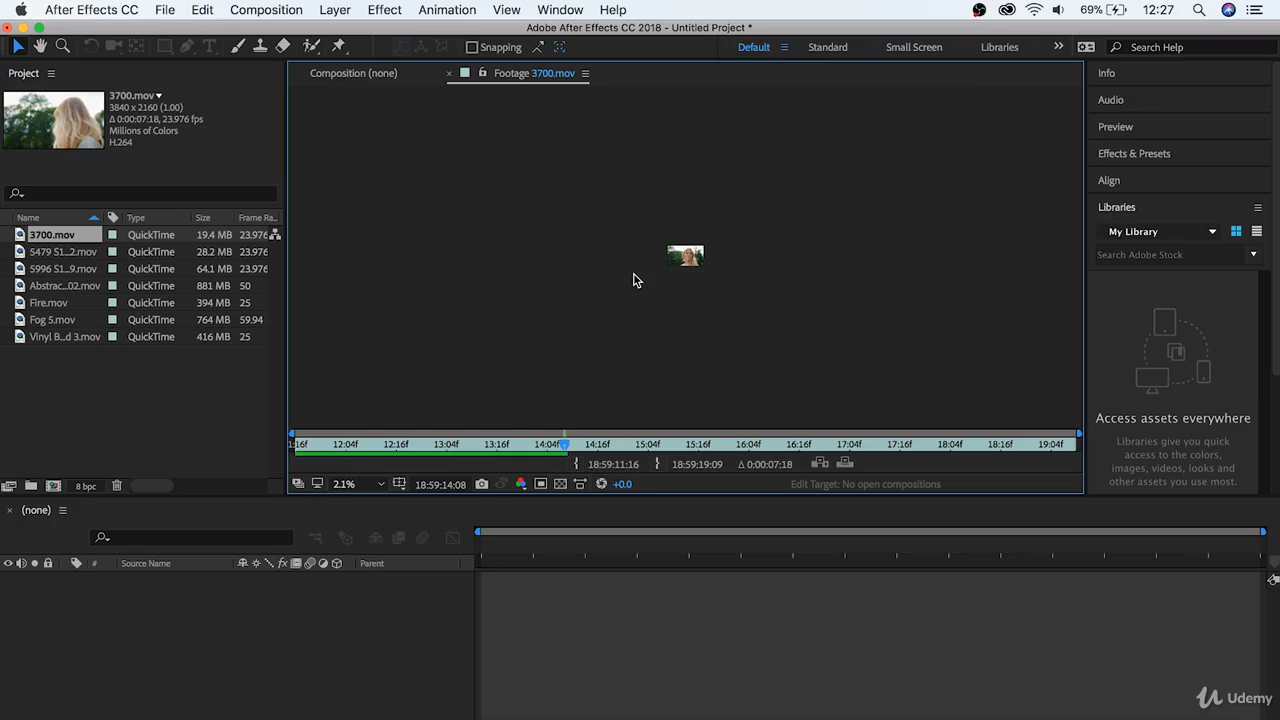 After Effects CC File Edit Composition Layer Effect Animation View Window Help 69% 12:27
Adobe After Effects CC 2018 - Untitled Project *
Snapping Default Standard Small Screen Libraries Search Help
Project
3700.mov
3840 x 2160 (1.00)
Δ 0:00:07:18, 23.976 fps
Millions of Colors
H.264
Name Type Size Frame Ra...
3700.mov QuickTime 19.4 MB 23.976
5479 S1...2.mov QuickTime 28.2 MB 23.976
5996 S1...9.mov QuickTime 64.1 MB 23.976
Abstrac...02.mov QuickTime 881 MB 50
Fire.mov QuickTime 394 MB 25
Fog 5.mov QuickTime 764 MB 59.94
Vinyl B...d 3.mov QuickTime 416 MB 25
8 bpc
Composition (none) Footage 3700.mov
1:16f 12:04f 12:16f 13:04f 13:16f 14:04f 14:16f 15:04f 15:16f 16:04f 16:16f 17:04f 17:16f 18:04f 18:16f 19:04f
18:59:11:16 18:59:19:09 Δ 0:00:07:18
2.1% 18:59:14:08 +0.0 Edit Target: No open compositions
Info
Audio
Preview
Effects & Presets
Align
Libraries
My Library
Search Adobe Stock
Access assets everywhere
Libraries give you quick
access to the colors,
images, videos, looks and
other assets you use most.
(none)
# Source Name fx Parent
Udemy